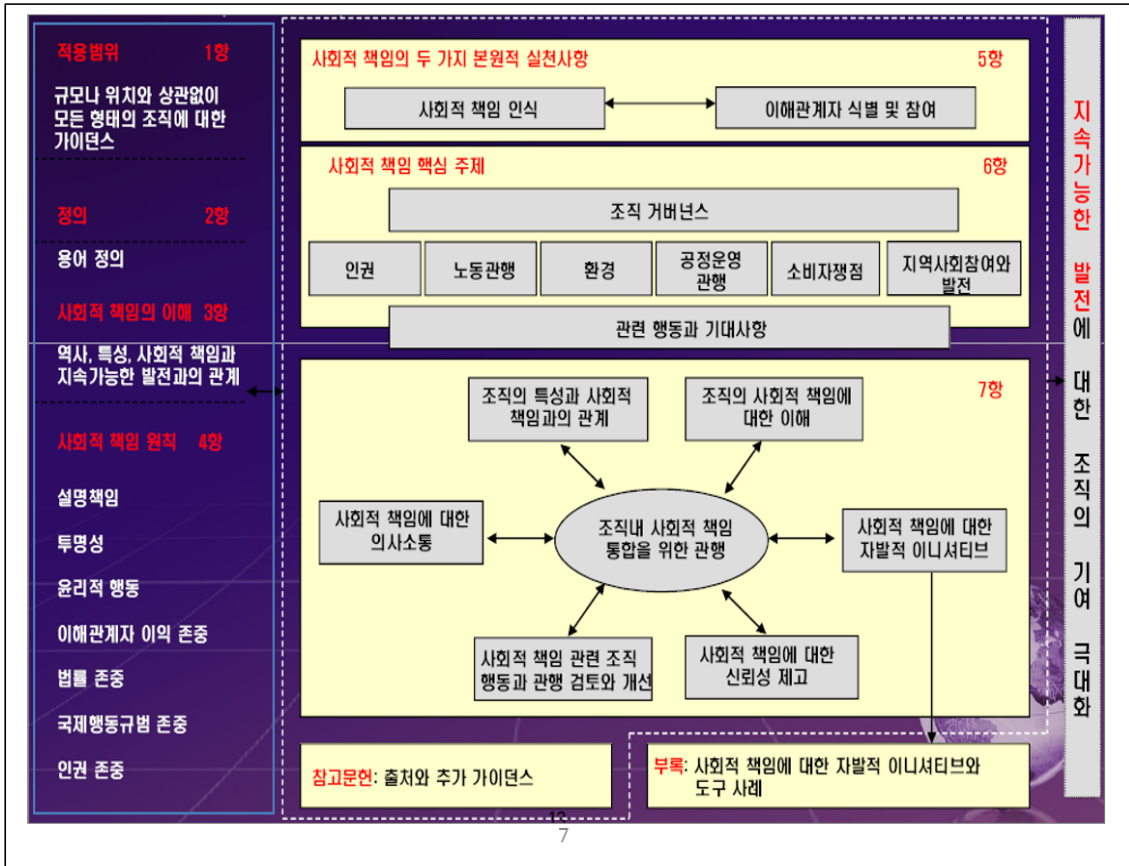 적용범위 1항
규모나 위치와 상관없이
모든 형태의 조직에 대한
가이던스
정의 2항
용어 정의
사회적 책임의 이해 3항
역사, 특성, 사회적 책임과
지속가능한 발전과의 관계
사회적 책임 원칙 4항
설명책임
투명성
윤리적 행동
이해관계자 이익 존중
법률 존중
국제행동규범 존중
인권 존중
사회적 책임의 두 가지 본원적 실천사항 5항
사회적 책임 인식
이해관계자 식별 및 참여
사회적 책임 핵심 주제 6항
조직 거버넌스
인권
노동관행
환경
공정운영
관행
소비자쟁점
지역사회참여와
발전
관련 행동과 기대사항
7항
조직의 특성과 사회적
책임과의 관계
조직의 사회적 책임에
대한 이해
사회적 책임에 대한
의사소통
조직내 사회적 책임
통합을 위한 관행
사회적 책임에 대한
자발적 이니셔티브
사회적 책임 관련 조직
행동과 관행 검토와 개선
사회적 책임에 대한
신뢰성 제고
참고문헌: 출처와 추가 가이던스
부록: 사회적 책임에 대한 자발적 이니셔티브와
도구 사례
지속가능한 발전에 대한 조직의 기여 극대화
13
7